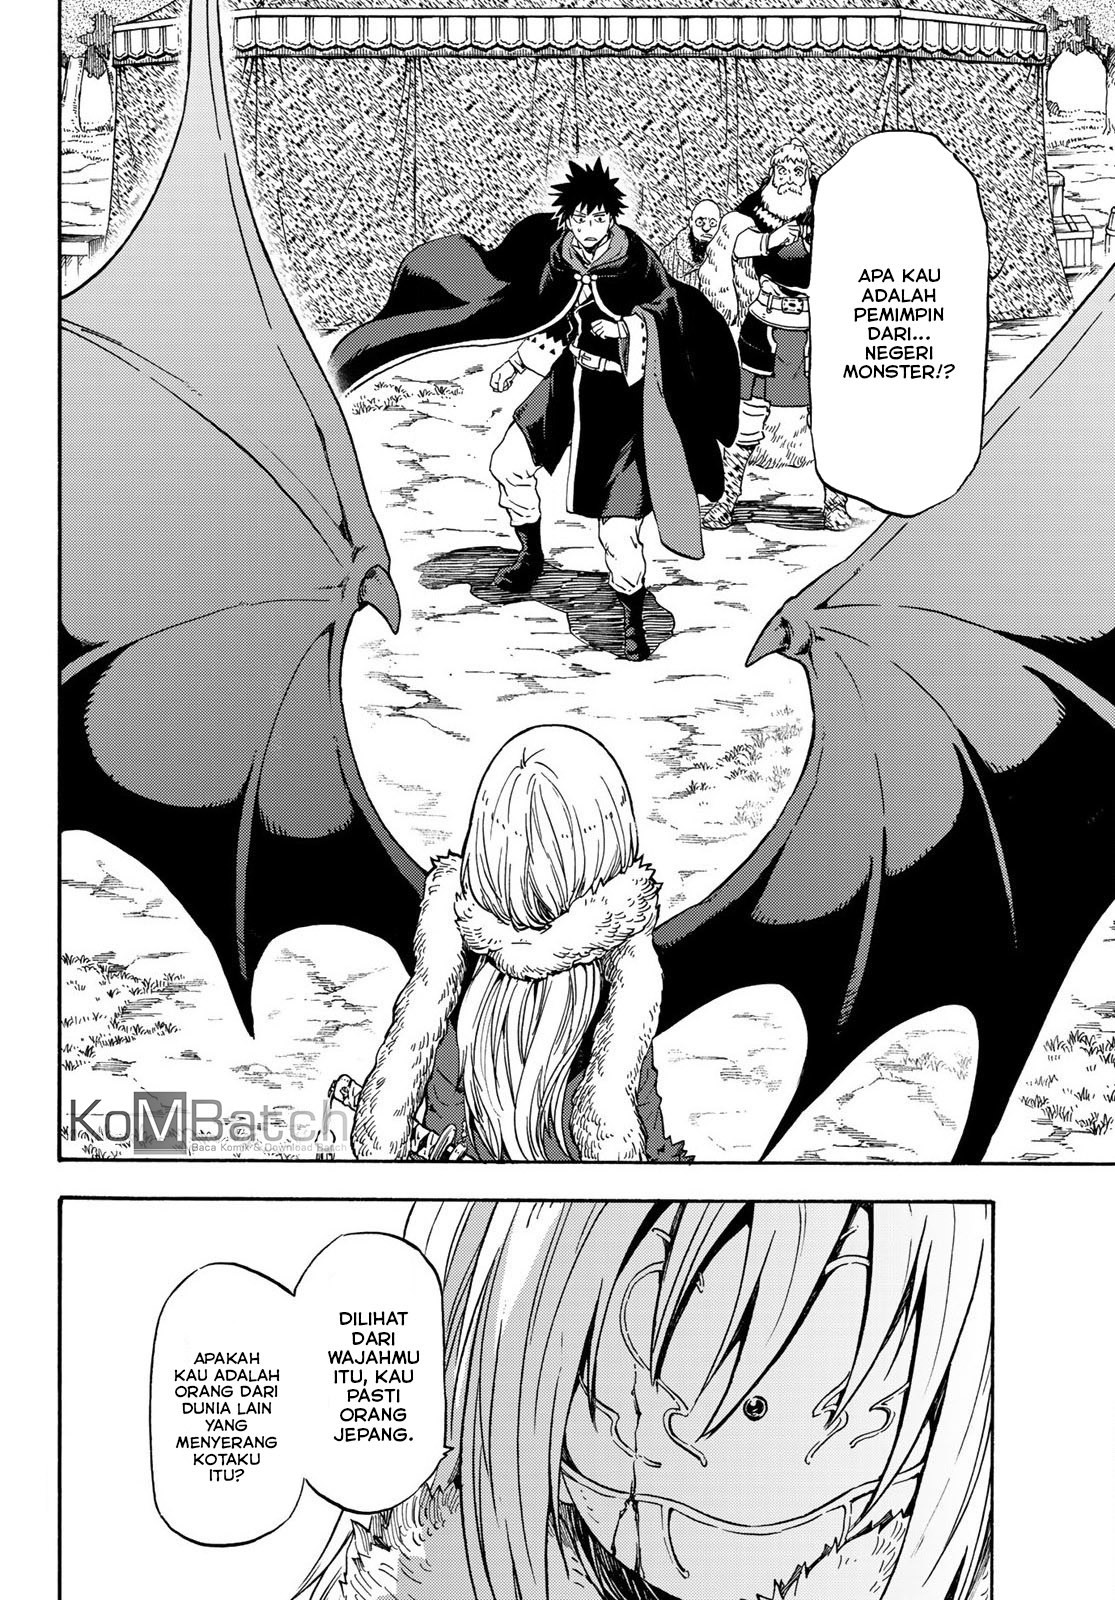 APA KAU
ADALAH
PEMIMPIN
DARI...
NEGERI
MONSTER!?
KoMBatch
Baca Komik & Download Batch
DILIHAT
DARI
WAJAHMU
ITU, KAU
PASTI
ORANG
JEPANG.
APAKAH
KAU ADALAH
ORANG DARI
DUNIA LAIN
YANG
MENYERANG
KOTAKU
ITU?